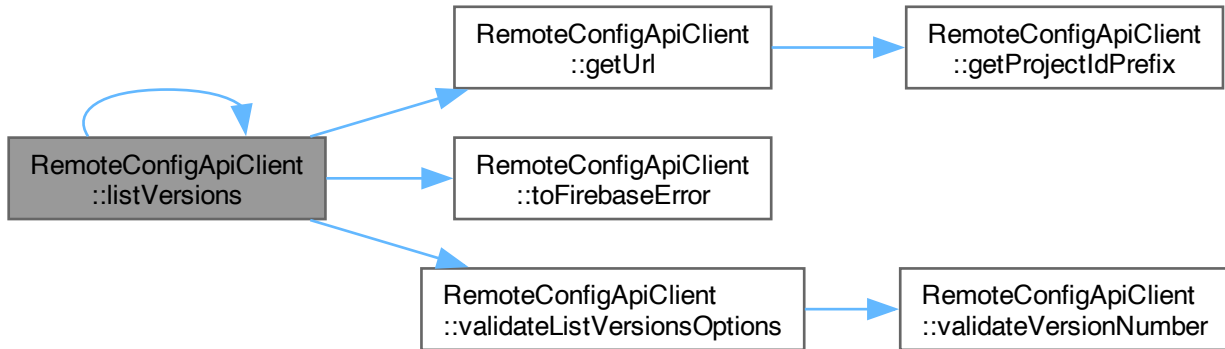 RemoteConfigApiClient
::listVersions
RemoteConfigApiClient
::getUrl
RemoteConfigApiClient
::getProjectIdPrefix
RemoteConfigApiClient
::toFirebaseError
RemoteConfigApiClient
::validateListVersionsOptions
RemoteConfigApiClient
::validateVersionNumber